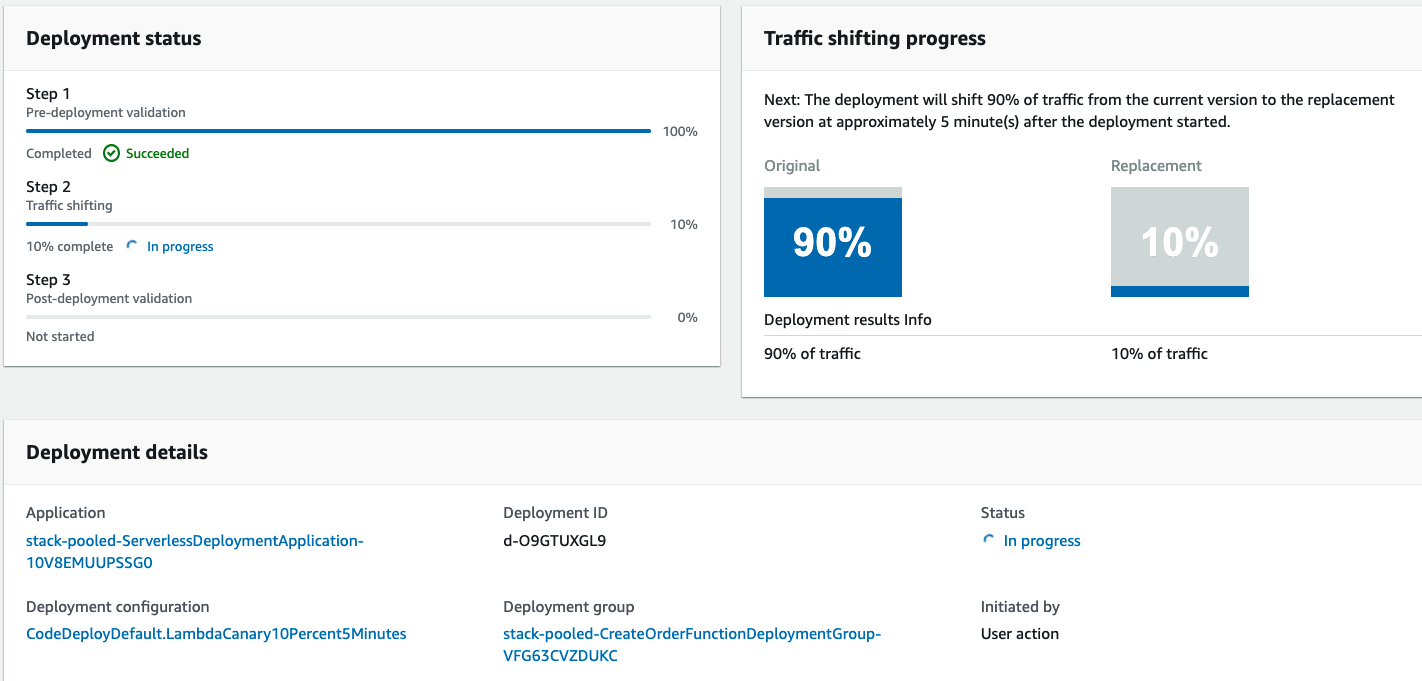 Deployment status
Step 1
Pre-deployment validation
100%
Completed Succeeded
Step 2
Traffic shifting
10%
10% complete In progress
Step 3
Post-deployment validation
0%
Not started
Traffic shifting progress
Next: The deployment will shift 90% of traffic from the current version to the replacement
version at approximately 5 minute(s) after the deployment started.
Original Replacement
90% 10%
Deployment results Info
90% of traffic 10% of traffic
Deployment details
Application
stack-pooled-ServerlessDeploymentApplication-
10V8EMUUPSSG0
Deployment ID
d-O9GTUXGL9
Status
In progress
Deployment configuration
CodeDeployDefault.LambdaCanary10Percent5Minutes
Deployment group
stack-pooled-CreateOrderFunctionDeploymentGroup-
VFG63CVZDUKC
Initiated by
User action